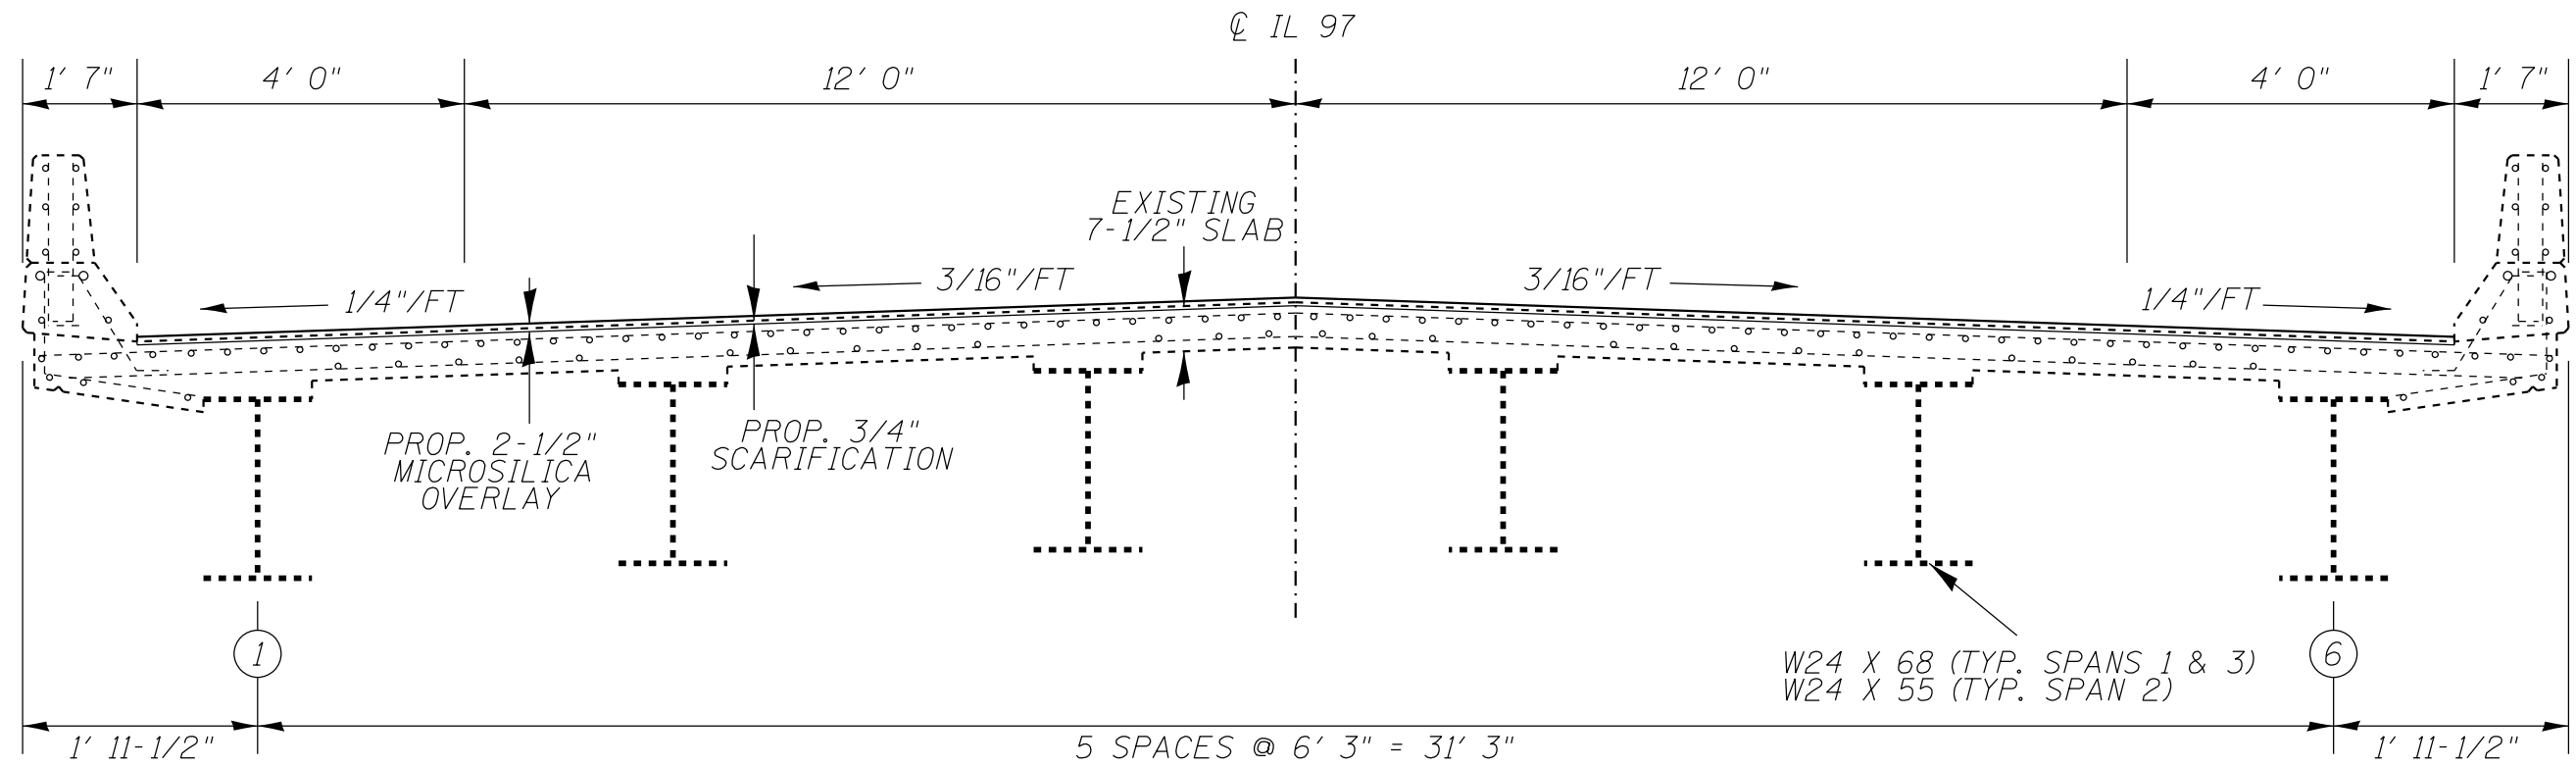 ℄ IL 97
1' 7" 4' 0" 12' 0" 12' 0" 4' 0" 1' 7"
EXISTING
7-1/2" SLAB
1/4"/FT 3/16"/FT 3/16"/FT 1/4"/FT
PROP. 2-1/2"
MICROSILICA
OVERLAY
PROP. 3/4"
SCARIFICATION
1 6
W24 X 68 (TYP. SPANS 1 & 3)
W24 X 55 (TYP. SPAN 2)
1' 11-1/2" 5 SPACES @ 6' 3" = 31' 3" 1' 11-1/2"